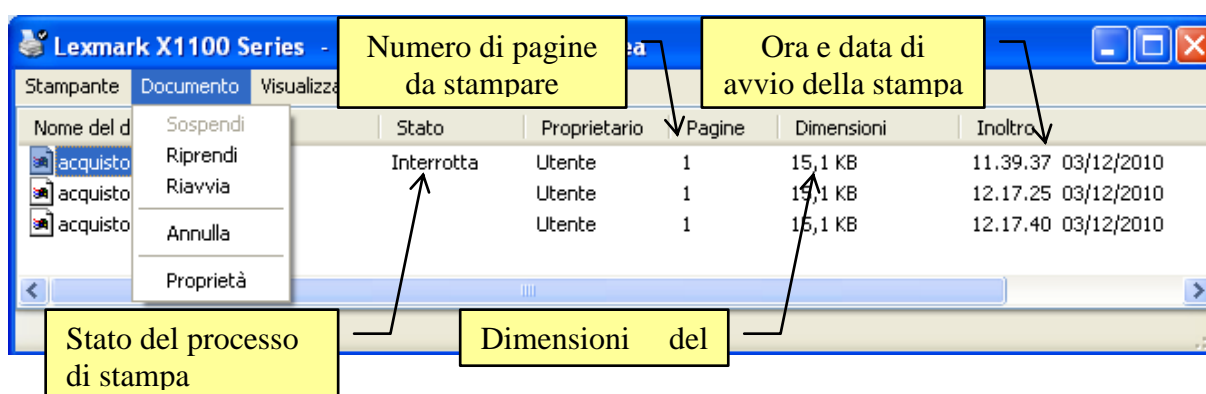 Lexmark X1100 Series -
Numero di pagine
da stampare
Ora e data di
avvio della stampa
Stampante Documento
Nome del d Stato Proprietario Pagine Dimensioni Inoltro
Sospendi
Riprendi
Riavvia
Annulla
Proprietà
acquisto Interrotta Utente 1 15,1 KB 11.39.37 03/12/2010
acquisto Utente 1 15,1 KB 12.17.25 03/12/2010
acquisto Utente 1 15,1 KB 12.17.40 03/12/2010
Stato del processo
di stampa
Dimensioni del